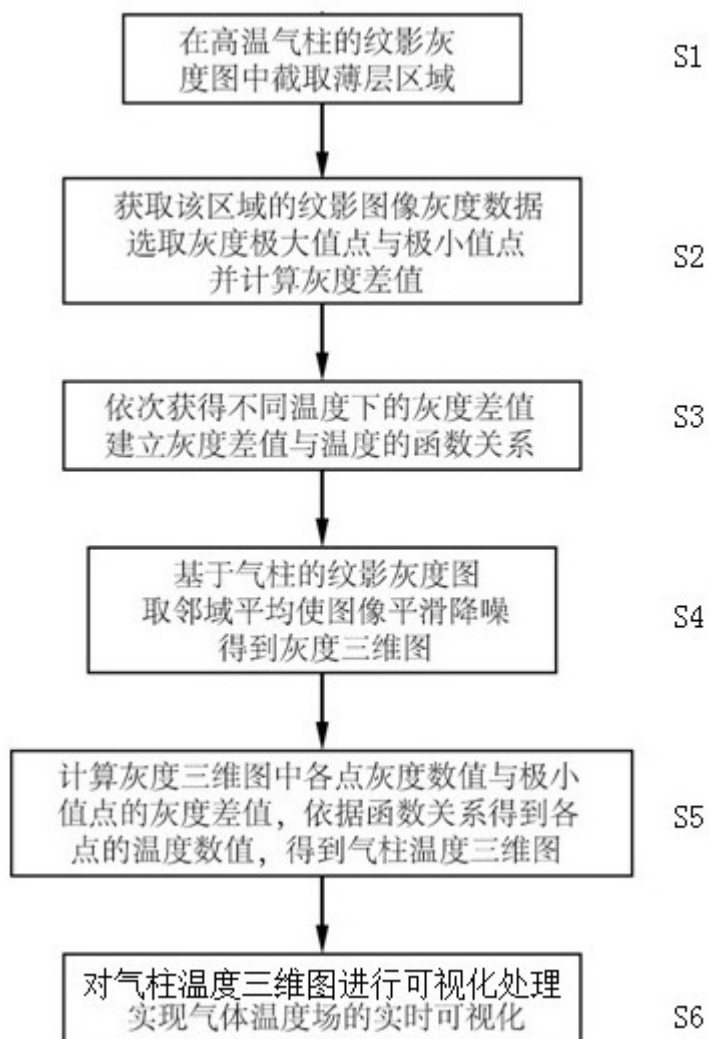 在高温气柱的纹影灰
度图中截取薄层区域
S1
获取该区域的纹影图像灰度数据
选取灰度极大值点与极小值点
并计算灰度差值
S2
依次获得不同温度下的灰度差值
建立灰度差值与温度的函数关系
S3
基于气柱的纹影灰度图
取邻域平均使图像平滑降噪
得到灰度三维图
S4
计算灰度三维图中各点灰度数值与极小
值点的灰度差值，依据函数关系得到各
点的温度数值，得到气柱温度三维图
S5
对气柱温度三维图进行可视化处理
实现气体温度场的实时可视化
S6